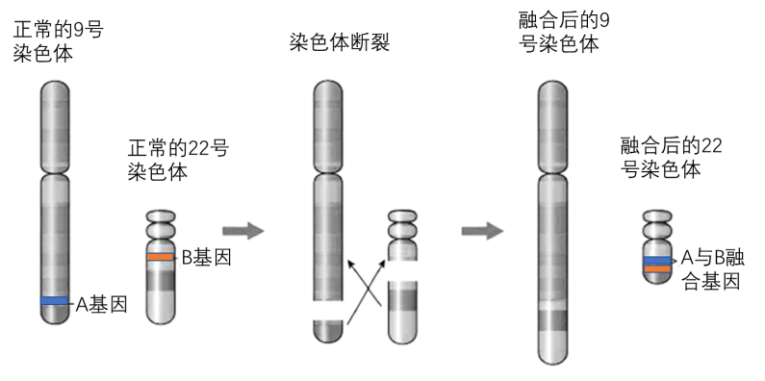 正常的9号
染色体
正常的22号
染色体
A基因
B基因
染色体断裂
融合后的9
号染色体
融合后的22
号染色体
A与B融
合基因